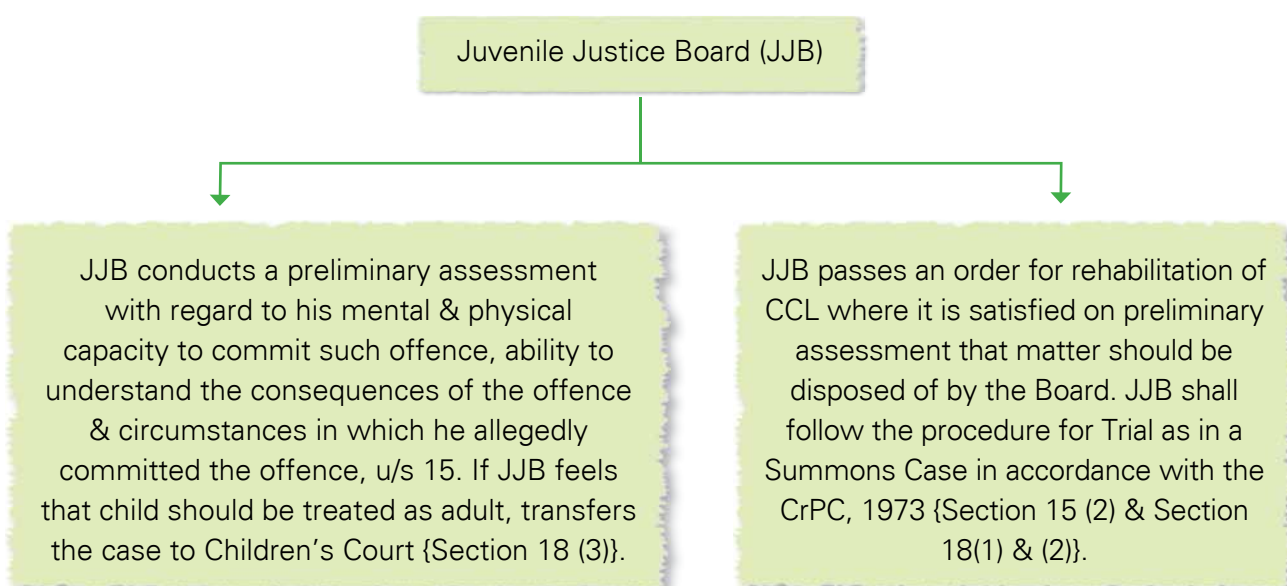 Juvenile Justice Board (JJB)
JJB conducts a preliminary assessment
with regard to his mental & physical
capacity to commit such offence, ability to
understand the consequences of the offence
& circumstances in which he allegedly
committed the offence, u/s 15. If JJB feels
that child should be treated as adult, transfers
the case to Children’s Court {Section 18 (3)}.
JJB passes an order for rehabilitation of
CCL where it is satisfied on preliminary
assessment that matter should be
disposed of by the Board. JJB shall
follow the procedure for Trial as in a
Summons Case in accordance with the
CrPC, 1973 {Section 15 (2) & Section
18(1) & (2)}.